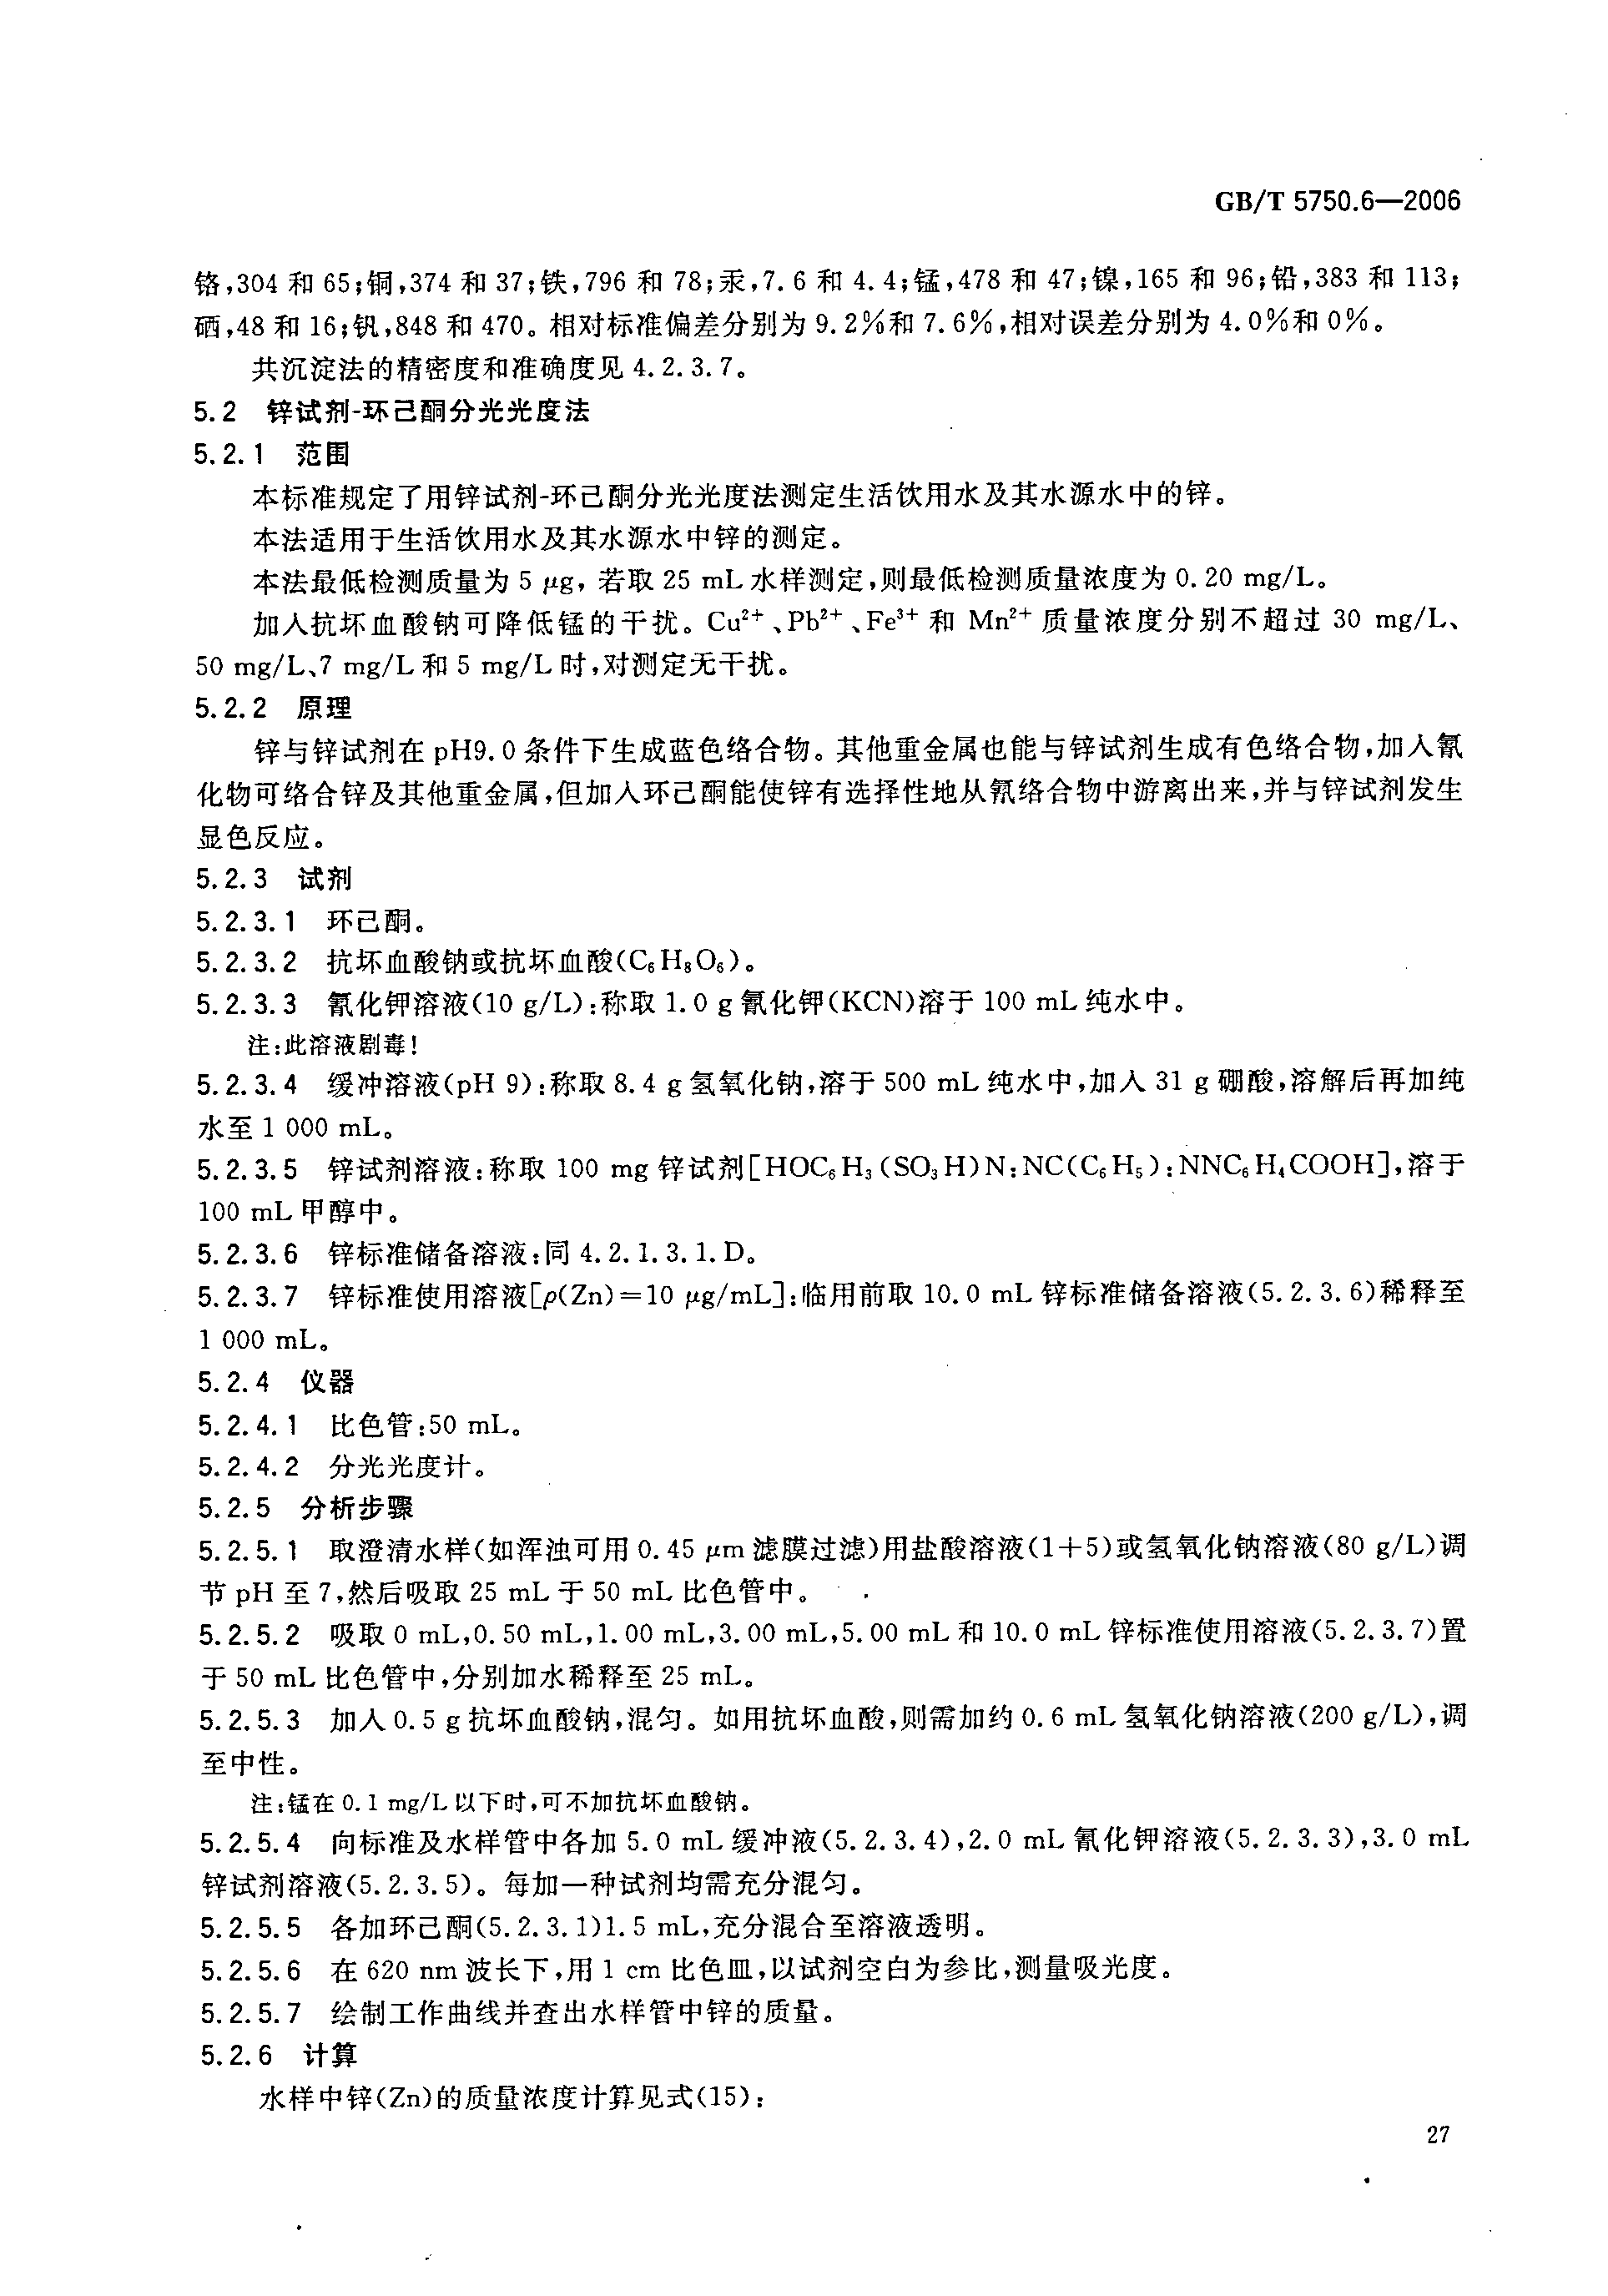 GB/T 5750.6—2006
铬,304 和 65;铜,374 和 37;铁,796 和 78;汞,7.6 和 4.4;锰,478 和 47;镍,165 和 96;铅,383 和 113;
硒,48 和 16;钒,848 和 470。相对标准偏差分别为 9.2%和 7.6%,相对误差分别为 4.0%和 0%。
共沉淀法的精密度和准确度见 4.2.3.7。
5.2 锌试剂-环己酮分光光度法
5.2.1 范围
本标准规定了用锌试剂-环己酮分光光度法测定生活饮用水及其水源水中的锌。
本法适用于生活饮用水及其水源水中锌的测定。
本法最低检测质量为 5 μg, 若取 25 mL 水样测定,则最低检测质量浓度为 0.20 mg/L。
加入抗坏血酸钠可降低锰的干扰。Cu²⁺、Pb²⁺、Fe³⁺ 和 Mn²⁺ 质量浓度分别不超过 30 mg/L、
50 mg/L、7 mg/L 和 5 mg/L 时,对测定无干扰。
5.2.2 原理
锌与锌试剂在 pH9.0 条件下生成蓝色络合物。其他重金属也能与锌试剂生成有色络合物,加入氰
化物可络合锌及其他重金属,但加入环己酮能使锌有选择性地从氰络合物中游离出来,并与锌试剂发生
显色反应。
5.2.3 试剂
5.2.3.1 环己酮。
5.2.3.2 抗坏血酸钠或抗坏血酸(C₆H₈O₆)。
5.2.3.3 氰化钾溶液(10 g/L):称取 1.0 g 氰化钾(KCN)溶于 100 mL 纯水中。
注:此溶液剧毒!
5.2.3.4 缓冲溶液(pH 9):称取 8.4 g 氢氧化钠,溶于 500 mL 纯水中,加入 31 g 硼酸,溶解后再加纯
水至 1 000 mL。
5.2.3.5 锌试剂溶液:称取 100 mg 锌试剂[HOC₆H₃(SO₃H)N:NC(C₆H₅):NNC₆H₄COOH],溶于
100 mL 甲醇中。
5.2.3.6 锌标准储备溶液:同 4.2.1.3.1.D。
5.2.3.7 锌标准使用溶液[ρ(Zn)=10 μg/mL]:临用前取 10.0 mL 锌标准储备溶液(5.2.3.6)稀释至
1 000 mL。
5.2.4 仪器
5.2.4.1 比色管:50 mL。
5.2.4.2 分光光度计。
5.2.5 分析步骤
5.2.5.1 取澄清水样(如浑浊可用 0.45 μm 滤膜过滤)用盐酸溶液(1+5)或氢氧化钠溶液(80 g/L)调
节 pH 至 7,然后吸取 25 mL 于 50 mL 比色管中。
5.2.5.2 吸取 0 mL,0.50 mL,1.00 mL,3.00 mL,5.00 mL 和 10.0 mL 锌标准使用溶液(5.2.3.7)置
于 50 mL 比色管中,分别加水稀释至 25 mL。
5.2.5.3 加入 0.5 g 抗坏血酸钠,混匀。如用抗坏血酸,则需加约 0.6 mL 氢氧化钠溶液(200 g/L),调
至中性。
注:锰在 0.1 mg/L 以下时,可不加抗坏血酸钠。
5.2.5.4 向标准及水样管中各加 5.0 mL 缓冲液(5.2.3.4),2.0 mL 氰化钾溶液(5.2.3.3),3.0 mL
锌试剂溶液(5.2.3.5)。每加一种试剂均需充分混匀。
5.2.5.5 各加环己酮(5.2.3.1)1.5 mL,充分混合至溶液透明。
5.2.5.6 在 620 nm 波长下,用 1 cm 比色皿,以试剂空白为参比,测量吸光度。
5.2.5.7 绘制工作曲线并查出水样管中锌的质量。
5.2.6 计算
水样中锌(Zn)的质量浓度计算见式(15):
27